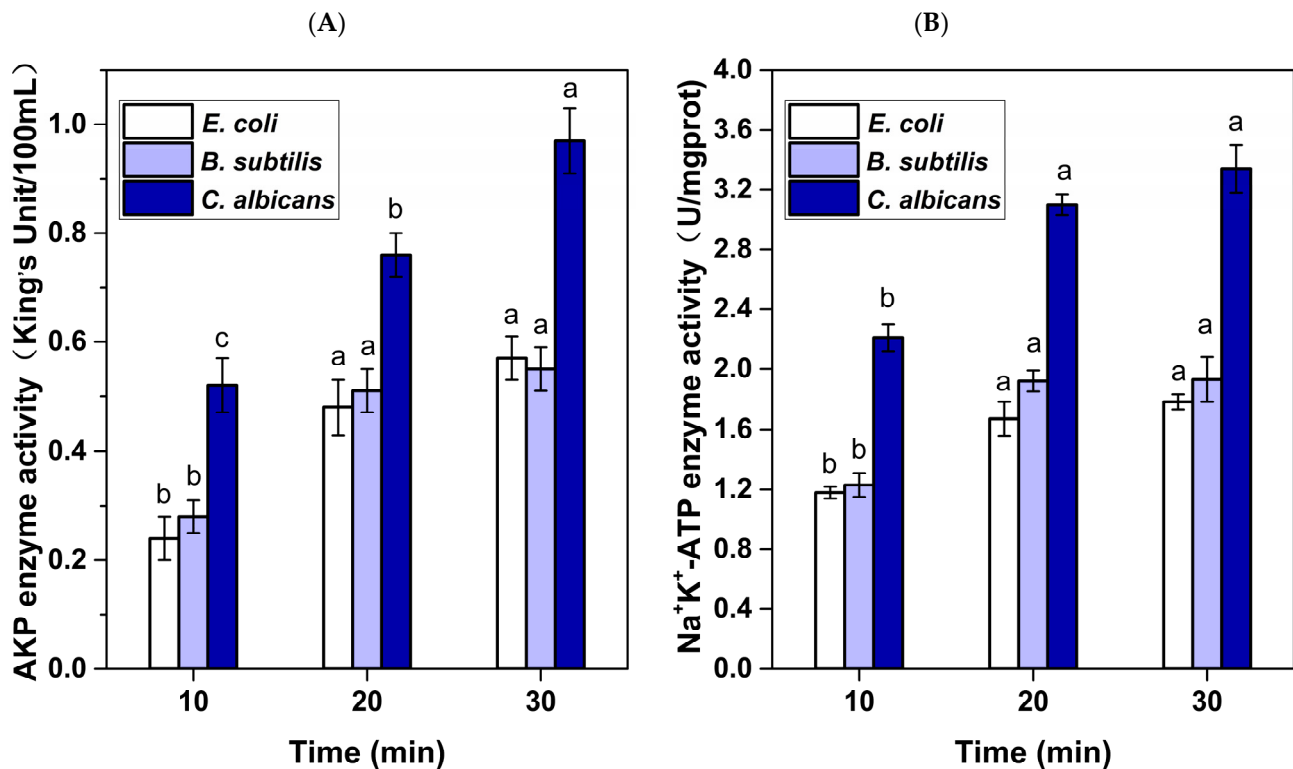 (A)
AKP enzyme activity（King's Unit/100mL)
1.0
0.8
0.6
0.4
0.2
0.0
E. coli
B. subtilis
C. albicans
b b c
a a b
a a a
10 20 30
Time (min)
(B)
Na⁺K⁺-ATP enzyme activity（U/mgprot)
4.0
3.6
3.2
2.8
2.4
2.0
1.6
1.2
0.8
0.4
0.0
E. coli
B. subtilis
C. albicans
b b b
a a a
a a a
10 20 30
Time (min)